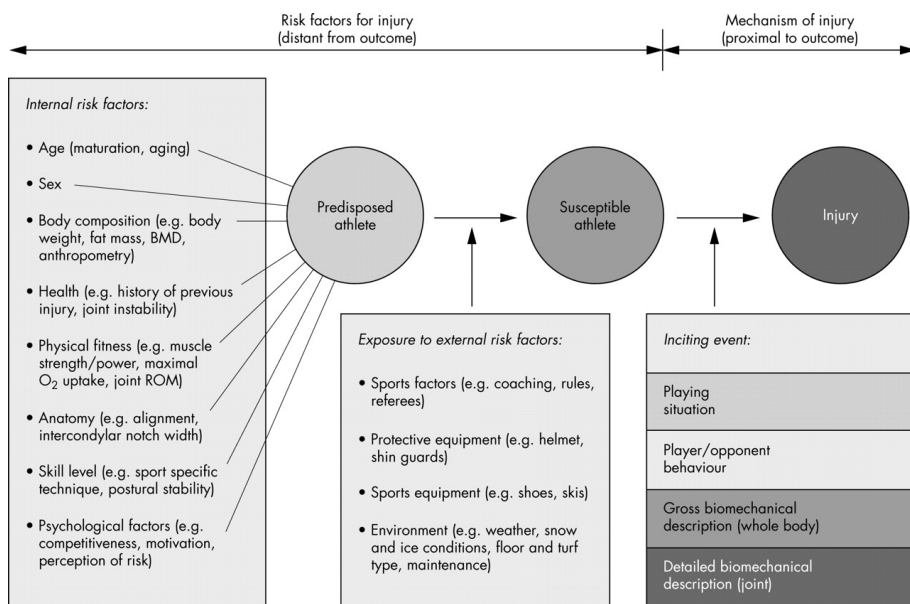 Risk factors for injury
(distant from outcome)
Mechanism of injury
(proximal to outcome)
Internal risk factors:
• Age (maturation, aging)
• Sex
• Body composition (e.g. body
weight, fat mass, BMD,
anthropometry)
• Health (e.g. history of previous
injury, joint instability)
• Physical fitness (e.g. muscle
strength/power, maximal
O₂ uptake, joint ROM)
• Anatomy (e.g. alignment,
intercondylar notch width)
• Skill level (e.g. sport specific
technique, postural stability)
• Psychological factors (e.g.
competitiveness, motivation,
perception of risk)
Predisposed
athlete
Susceptible
athlete
Injury
Exposure to external risk factors:
• Sports factors (e.g. coaching, rules,
referees)
• Protective equipment (e.g. helmet,
shin guards)
• Sports equipment (e.g. shoes, skis)
• Environment (e.g. weather, snow
and ice conditions, floor and turf
type, maintenance)
Inciting event:
Playing
situation
Player/opponent
behaviour
Gross biomechanical
description (whole body)
Detailed biomechanical
description (joint)